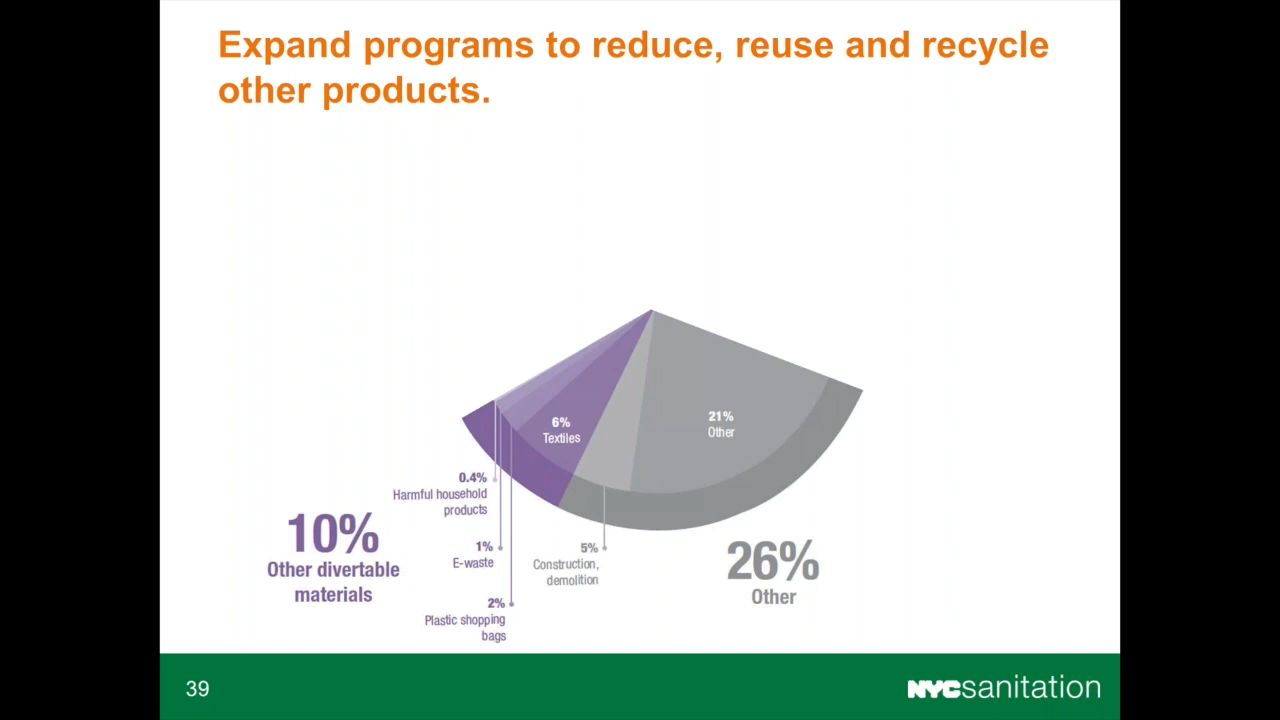 Expand programs to reduce, reuse and recycle
other products.
6%
Textiles
21%
Other
0.4%
Harmful household
products
10%
Other divertable
materials
1%
E-waste
5%
Construction,
demolition
26%
Other
2%
Plastic shopping
bags
39
NYCsanitation